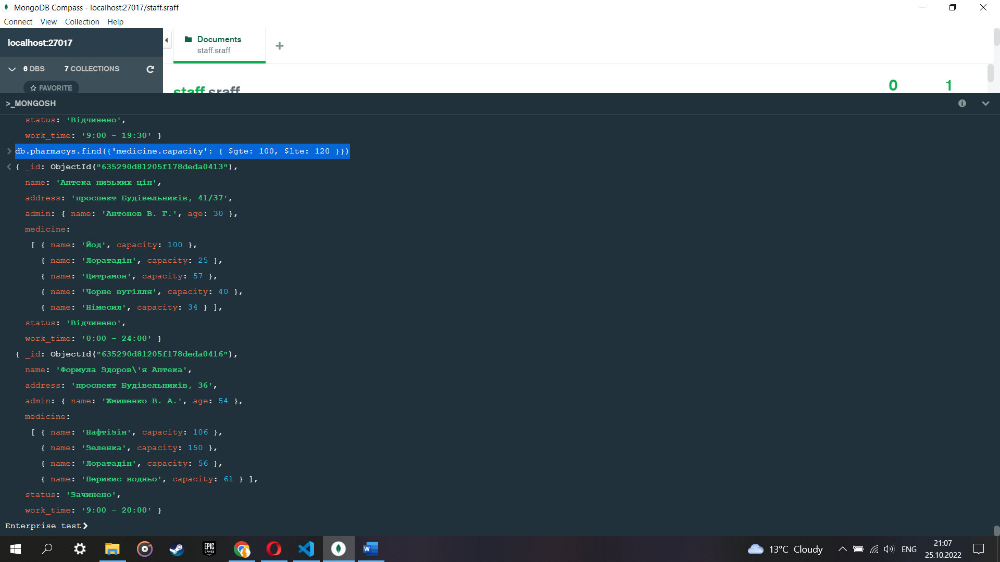 MongoDB Compass - localhost:27017/staff.sraff
Connect View Collection Help
localhost:27017
Documents
staff.sraff
6 DBS 7 COLLECTIONS
FAVORITE
staff.sraff
0 1
>_MONGOSH
status: 'Відчинено',
work_time: '9:00 - 19:30' }
db.pharmacys.find({'medicine.capacity': { $gte: 100, $lte: 120 }})
{ _id: ObjectId("635290d81205f178deda0413"),
name: 'Аптека низьких цін',
address: 'проспект Будівельників, 41/37',
admin: { name: 'Антонов В. Г.', age: 30 },
medicine:
[ { name: 'Йод', capacity: 100 },
{ name: 'Лоратадін', capacity: 25 },
{ name: 'Цитрамон', capacity: 57 },
{ name: 'Чорне вугілля', capacity: 40 },
{ name: 'Німесил', capacity: 34 } ],
status: 'Відчинено',
work_time: '0:00 - 24:00' }
{ _id: ObjectId("635290d81205f178deda0416"),
name: 'Формула Здоров\'я Аптека',
address: 'проспект Будівельників, 36',
admin: { name: 'Жмишенко В. А.', age: 54 },
medicine:
[ { name: 'Нафтізін', capacity: 106 },
{ name: 'Зеленка', capacity: 150 },
{ name: 'Лоратадін', capacity: 56 },
{ name: 'Перикис водньо', capacity: 61 } ],
status: 'Зачинено',
work_time: '9:00 - 20:00' }
Enterprise test>
EPIC GAMES
W
13°C Cloudy
ENG
21:07
25.10.2022